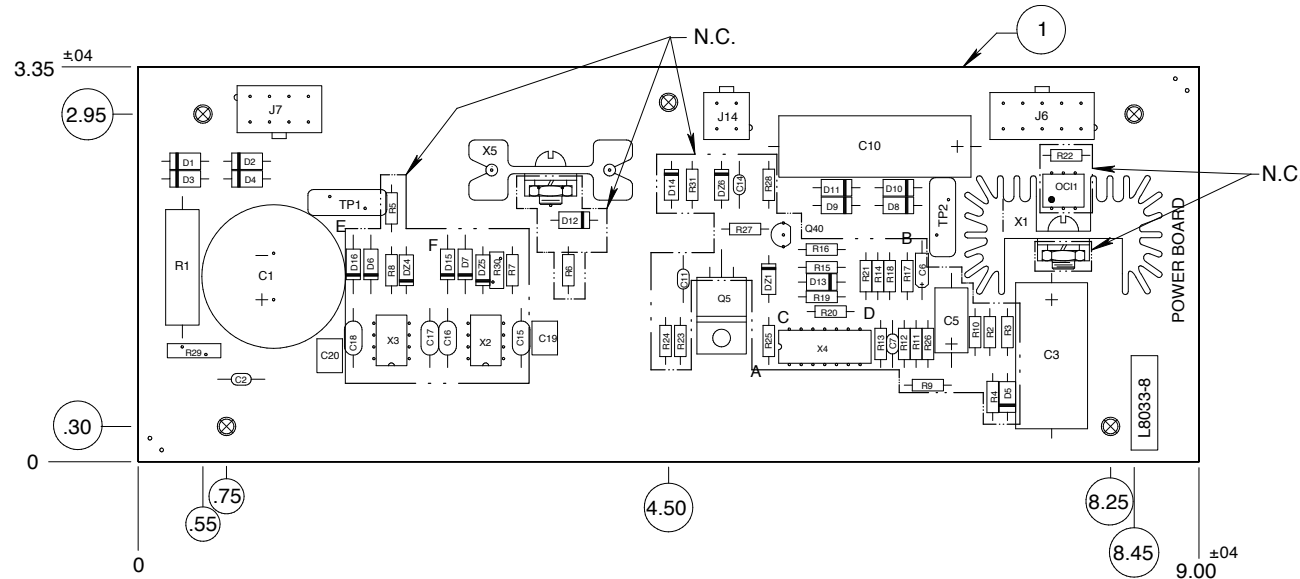 1
N.C.
±.04
3.35
2.95
J7
J14
J6
C10
R22
D1
D2
D3
D4
X5
D14
R31
DZ6
C14
R28
D11
D10
D9
D8
OCI1
N.C.
TP1
R5
D12
TP2
X1
E
F
R27
Q40
B
R16
R1
C1
D16
D6
R8
DZ4
D15
D7
DZ5
R30
R7
R6
C11
Q5
DZ1
R15
D13
R19
R20
R21
R14
R18
R17
C6
C
D
C5
C3
POWER BOARD
R29
C20
C18
X3
C17
C16
X2
C15
C19
R24
R23
R25
X4
R13
C7
R12
R11
R26
R10
R2
R3
A
C2
R9
R4
D5
L8033-8
.30
0
.75
.55
4.50
8.25
8.45
0
±.04
9.00